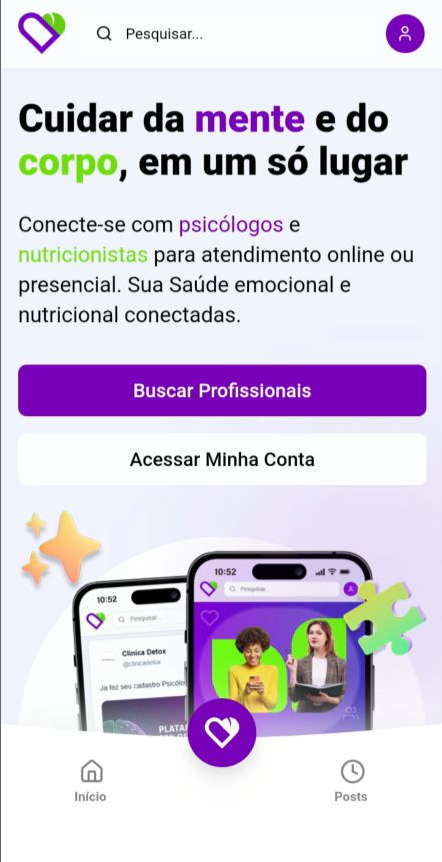 Pesquisar...
Cuidar da mente e do
corpo, em um só lugar
Conecte-se com psicólogos e
nutricionistas para atendimento online ou
presencial. Sua Saúde emocional e
nutricional conectadas.
Buscar Profissionais
Acessar Minha Conta
10:52
Pesquisar...
10:52
Pesquisar...
Clinica Detox
@clinicadetox
Ja fez seu cadastro
Início
Posts